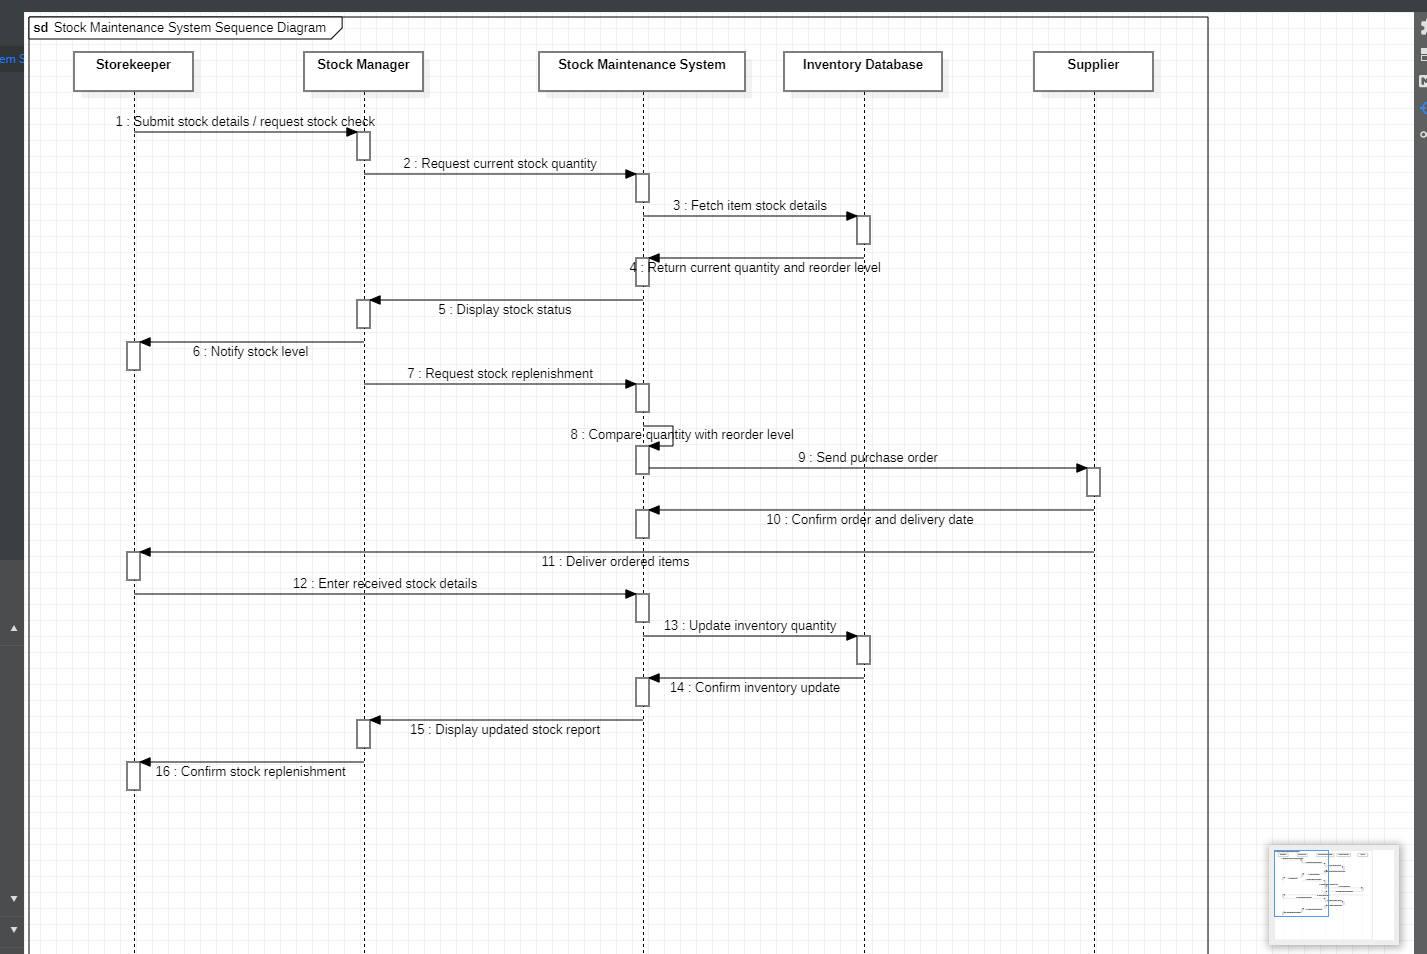 sd Stock Maintenance System Sequence Diagram
em S
Storekeeper
Stock Manager
Stock Maintenance System
Inventory Database
Supplier
1 : Submit stock details / request stock check
2 : Request current stock quantity
3 : Fetch item stock details
4 : Return current quantity and reorder level
5 : Display stock status
6 : Notify stock level
7 : Request stock replenishment
8 : Compare quantity with reorder level
9 : Send purchase order
10 : Confirm order and delivery date
11 : Deliver ordered items
12 : Enter received stock details
13 : Update inventory quantity
14 : Confirm inventory update
15 : Display updated stock report
16 : Confirm stock replenishment